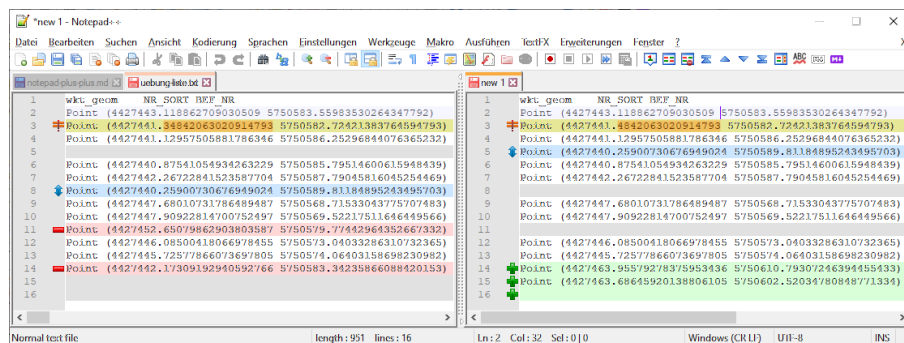 *new 1 - Notepad++
Datei Bearbeiten Suchen Ansicht Kodierung Sprachen Einstellungen Werkzeuge Makro Ausführen TextFX Erweiterungen Fenster ?
notepad-plus-plus.md uebung-liste.txt
1 wkt_geom NR_SORT BEF_NR
2 Point (4427443.118862709030509 5750583.55983530264347792)
3 Point (4427441.34842063020914793 5750582.72421383764594793)
4 Point (4427441.12957505881786346 5750586.25296844076365232)
5
6 Point (4427440.87541054934263229 5750585.79514600615948439)
7 Point (4427442.26722841523587704 5750587.79045816045254469)
8 Point (4427440.25900730676949024 5750589.81184895243495703)
9 Point (4427447.68010731786489487 5750568.71533043775707483)
10 Point (4427447.90922814700752497 5750569.52217511646449566)
11 Point (4427452.65079862903803587 5750579.77442964352667332)
12 Point (4427446.08500418066978455 5750573.04033286310732365)
13 Point (4427445.72577866073697805 5750574.06403158698230982)
14 Point (4427442.17309192940592766 5750583.34235866088420153)
15
16
new 1
1 wkt_geom NR_SORT BEF_NR
2 Point (4427443.118862709030509 5750583.55983530264347792)
3 Point (4427441.4842063020914793 5750582.72421383764594793)
4 Point (4427441.12957505881786346 5750586.25296844076365232)
5 Point (4427440.25900730676949024 5750589.81184895243495703)
6 Point (4427440.87541054934263229 5750585.79514600615948439)
7 Point (4427442.26722841523587704 5750587.79045816045254469)
8
9 Point (4427447.68010731786489487 5750568.71533043775707483)
10 Point (4427447.90922814700752497 5750569.52217511646449566)
11
12 Point (4427446.08500418066978455 5750573.04033286310732365)
13 Point (4427445.72577866073697805 5750574.06403158698230982)
14 Point (4427463.95579278375953436 5750610.79307246394455433)
15 Point (4427463.68645920138806105 5750602.52034780848771334)
16
Normal text file length : 951 lines : 16 Ln : 2 Col : 32 Sel : 0 | 0 Windows (CR LF) UTF-8 INS